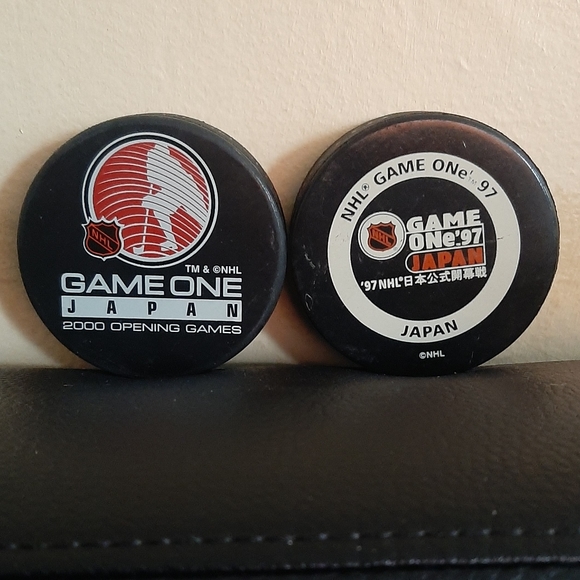 NHL
TM & ©NHL
GAME ONE
JAPAN
2000 OPENING GAMES
NHL® GAME ONe'™97
NHL
GAME
ONe'.97
JAPAN
'97 NHL®日本公式開幕戦
JAPAN
©NHL